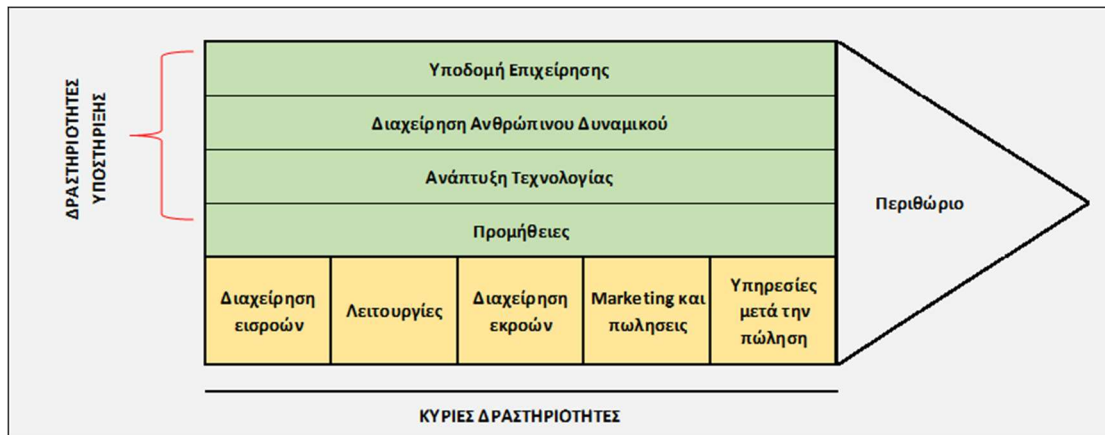 ΔΡΑΣΤΗΡΙΟΤΗΤΕΣ
ΥΠΟΣΤΗΡΙΞΗΣ
Υποδομή Επιχείρησης
Διαχείρηση Ανθρώπινου Δυναμικού
Ανάπτυξη Τεχνολογίας
Προμήθειες
Περιθώριο
Διαχείρηση
εισροών
Λειτουργίες
Διαχείρηση
εκροών
Marketing και
πωλησεις
Υπηρεσίες
μετά την
πώληση
ΚΥΡΙΕΣ ΔΡΑΣΤΗΡΙΟΤΗΤΕΣ